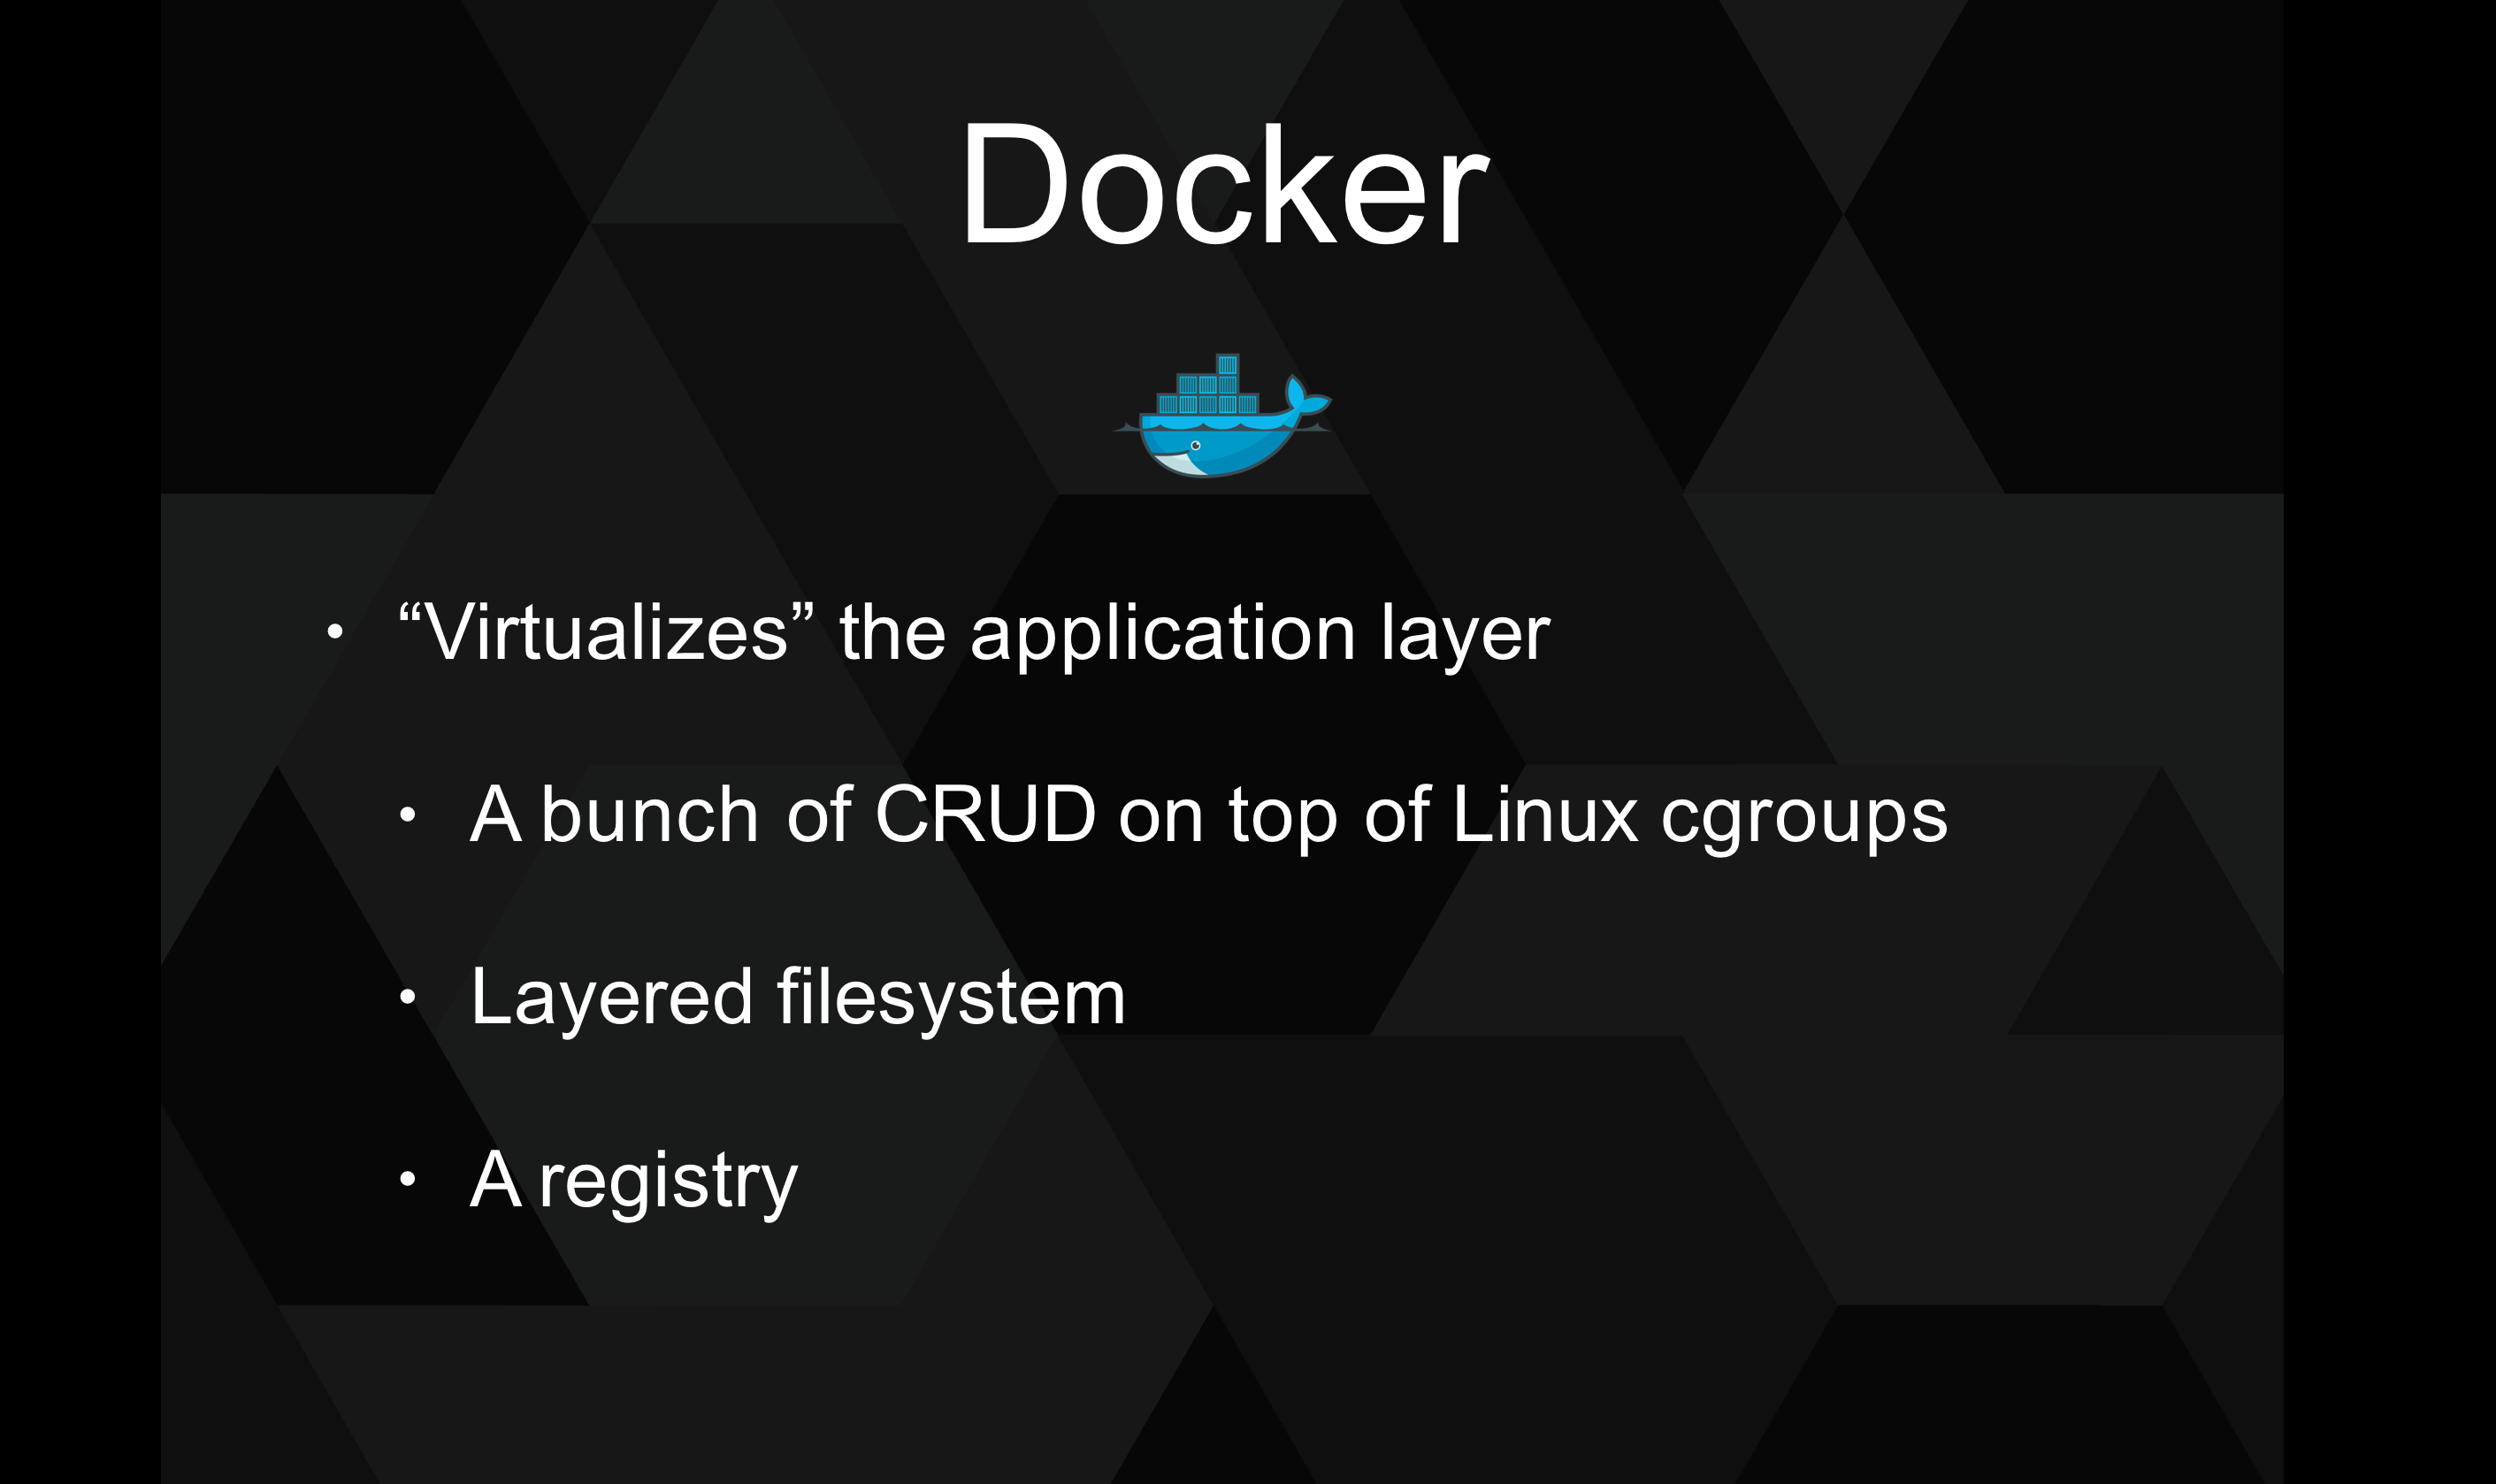 Docker
• “Virtualizes” the application layer
• A bunch of CRUD on top of Linux cgroups
• Layered filesystem
• A registry